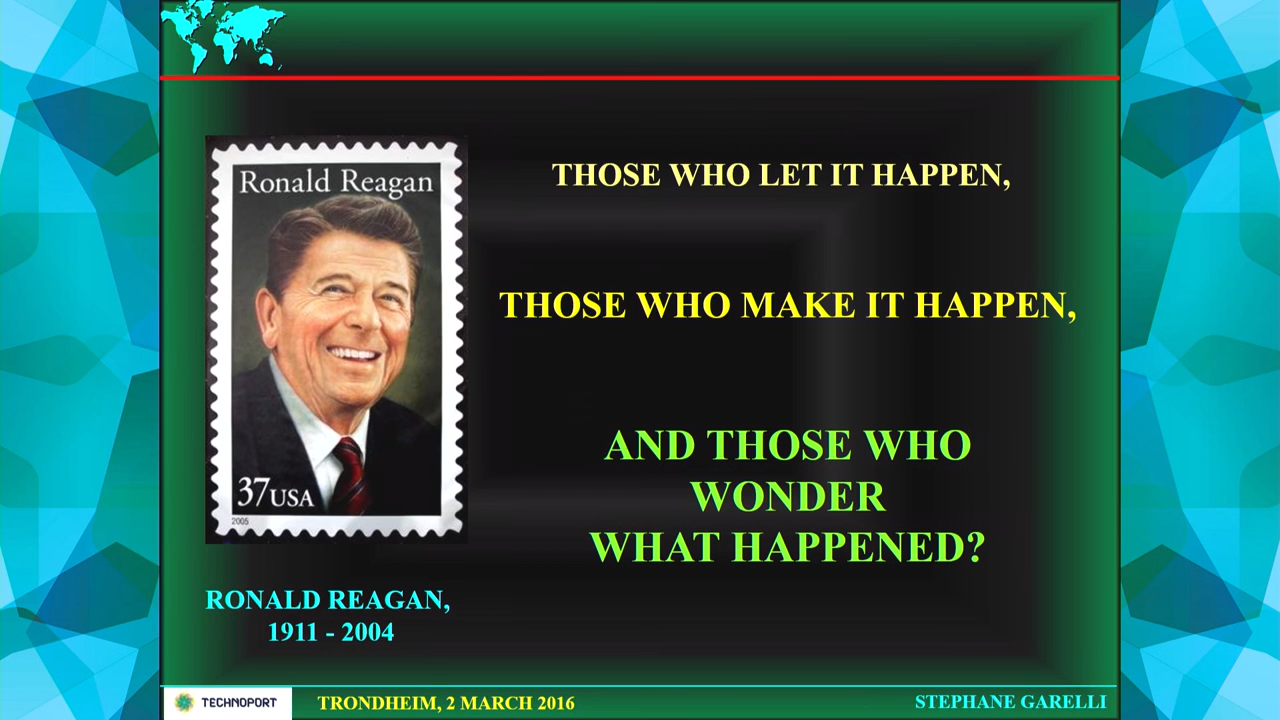 Ronald Reagan
37USA
2005
THOSE WHO LET IT HAPPEN,
THOSE WHO MAKE IT HAPPEN,
AND THOSE WHO
WONDER
WHAT HAPPENED?
RONALD REAGAN,
1911 - 2004
TECHNOPORT
TRONDHEIM, 2 MARCH 2016
STEPHANE GARELLI